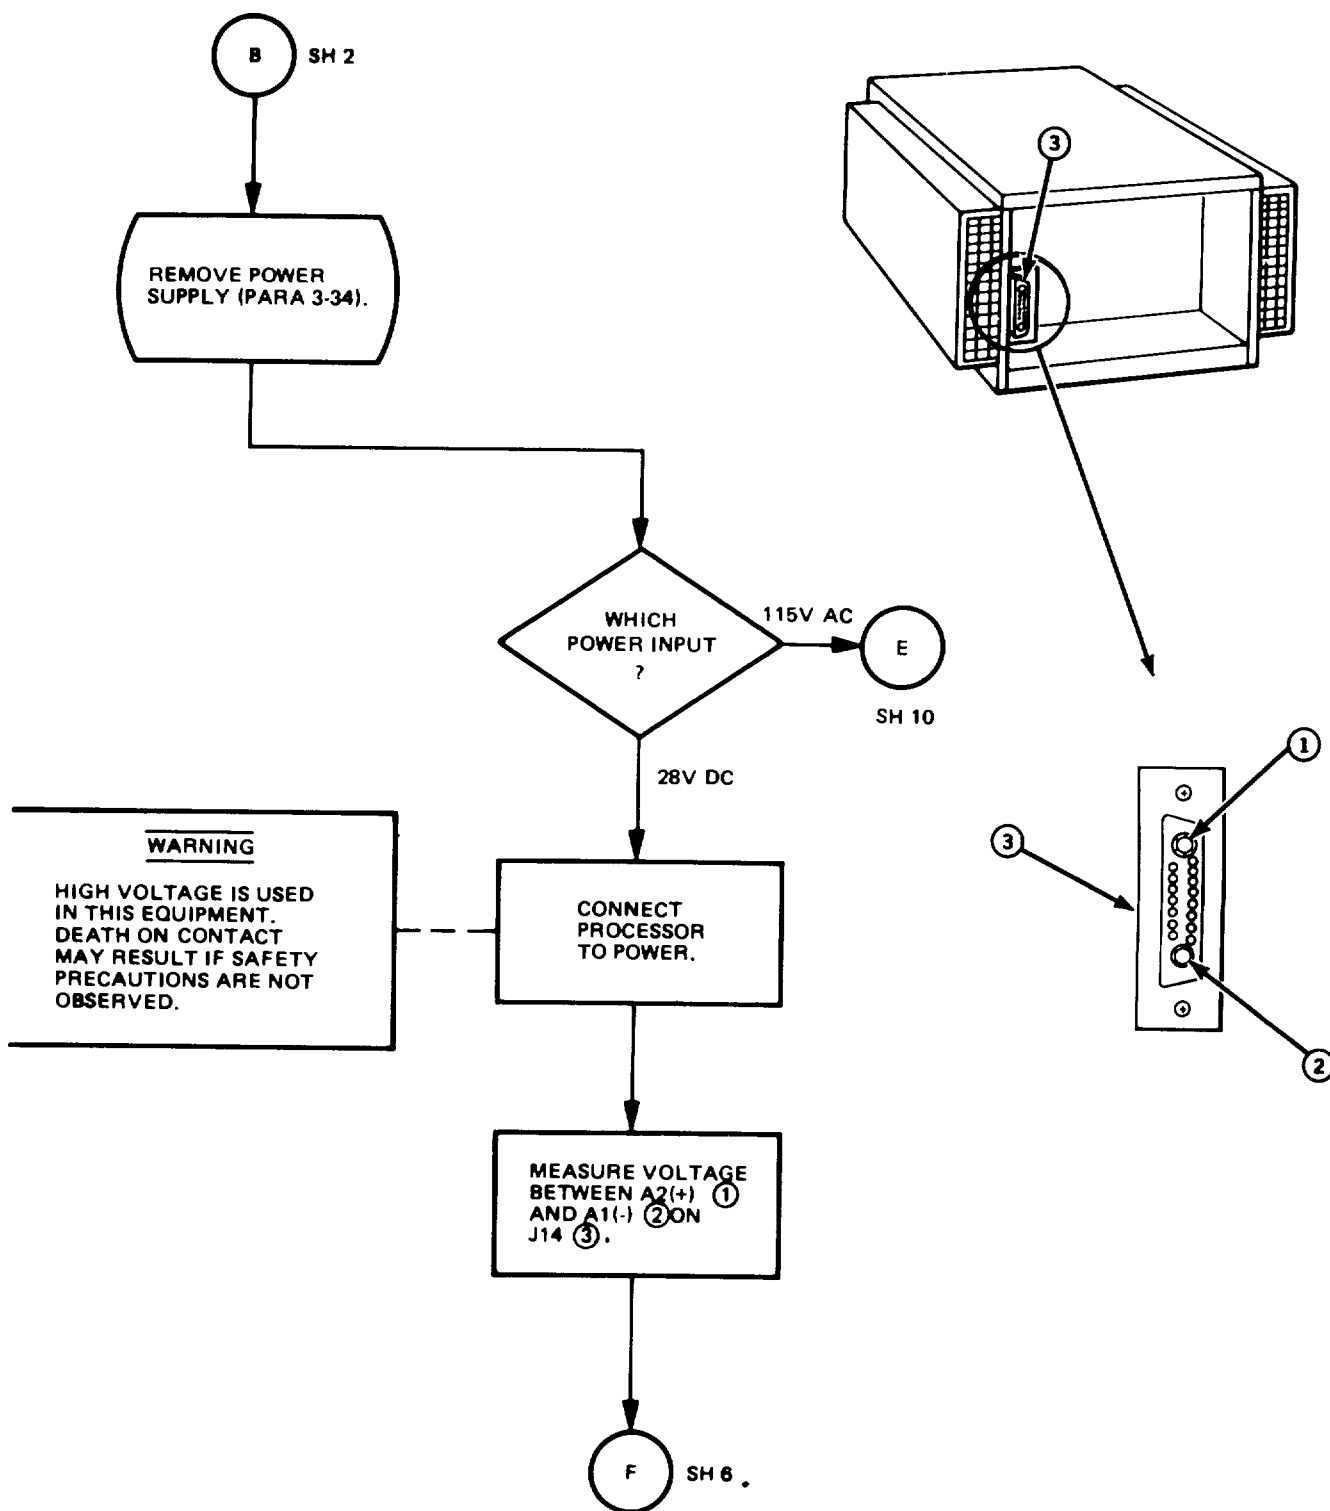 B SH 2
REMOVE POWER
SUPPLY (PARA 3-34).
3
WHICH
POWER INPUT
?
115V AC
E
SH 10
28V DC
WARNING
HIGH VOLTAGE IS USED
IN THIS EQUIPMENT.
DEATH ON CONTACT
MAY RESULT IF SAFETY
PRECAUTIONS ARE NOT
OBSERVED.
CONNECT
PROCESSOR
TO POWER.
1
3
2
MEASURE VOLTAGE
BETWEEN A2(+) ①
AND A1(-) ② ON
J14 ③.
F SH 6.